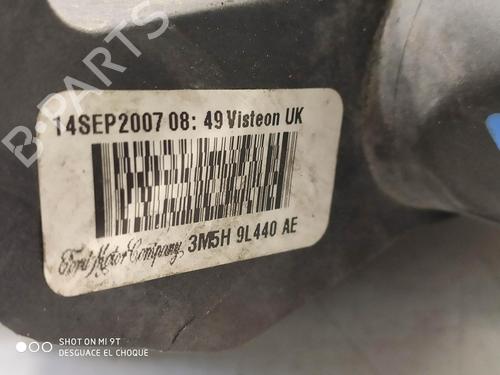 14SEP2007 08: 49 Visteon UK
Ford Motor Company 3M5H 9L440 AE
B-PARTS
SHOT ON MI 9T
DESGUACE EL CHOQUE